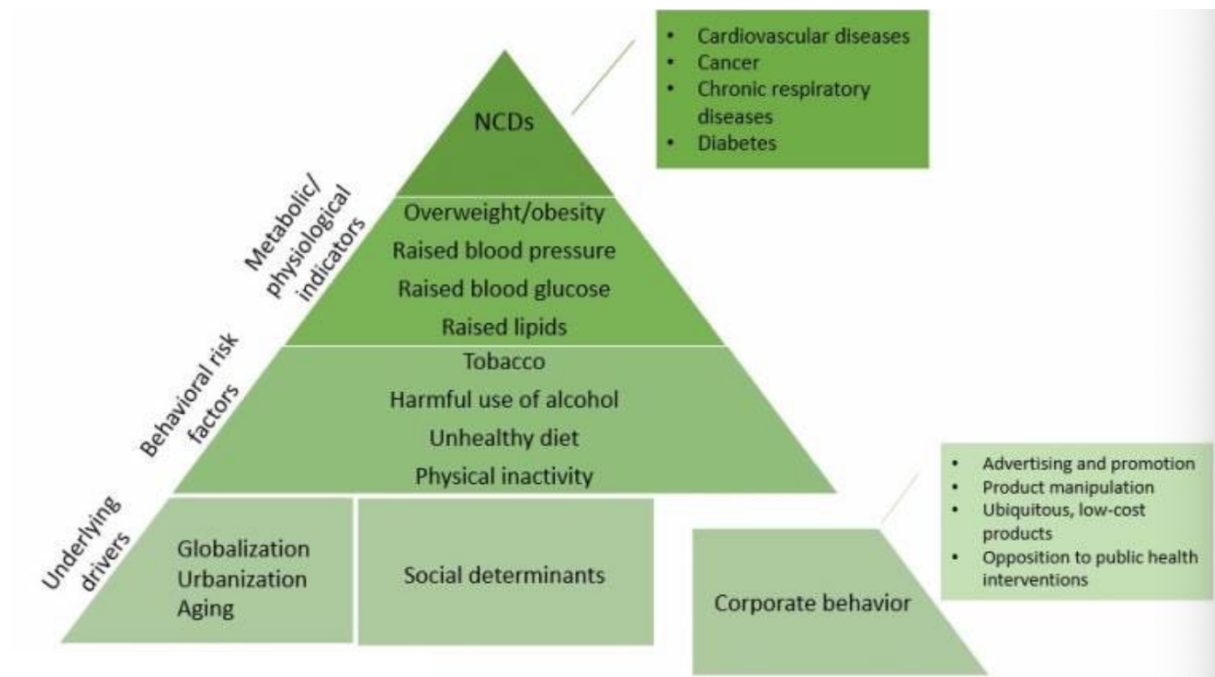 • Cardiovascular diseases
• Cancer
• Chronic respiratory
diseases
• Diabetes
NCDs
Metabolic/
physiological
indicators
Overweight/obesity
Raised blood pressure
Raised blood glucose
Raised lipids
Behavioral risk
factors
Tobacco
Harmful use of alcohol
Unhealthy diet
Physical inactivity
Underlying
drivers
Globalization
Urbanization
Aging
Social determinants
Corporate behavior
• Advertising and promotion
• Product manipulation
• Ubiquitous, low-cost
products
• Opposition to public health
interventions